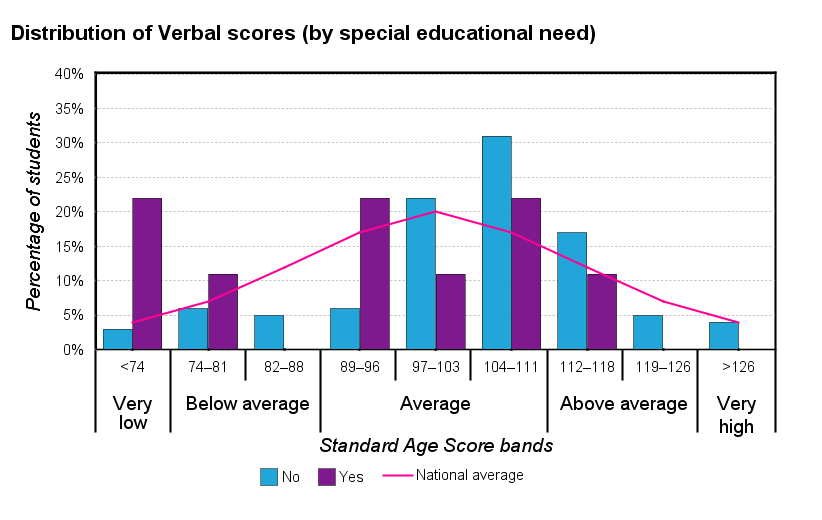 Distribution of Verbal scores (by special educational need)
40%
35%
30%
25%
20%
15%
10%
5%
0%
Percentage of students
<74 74–81 82–88 89–96 97–103 104–111 112–118 119–126 >126
Very low Below average Average Above average Very high
Standard Age Score bands
No Yes National average